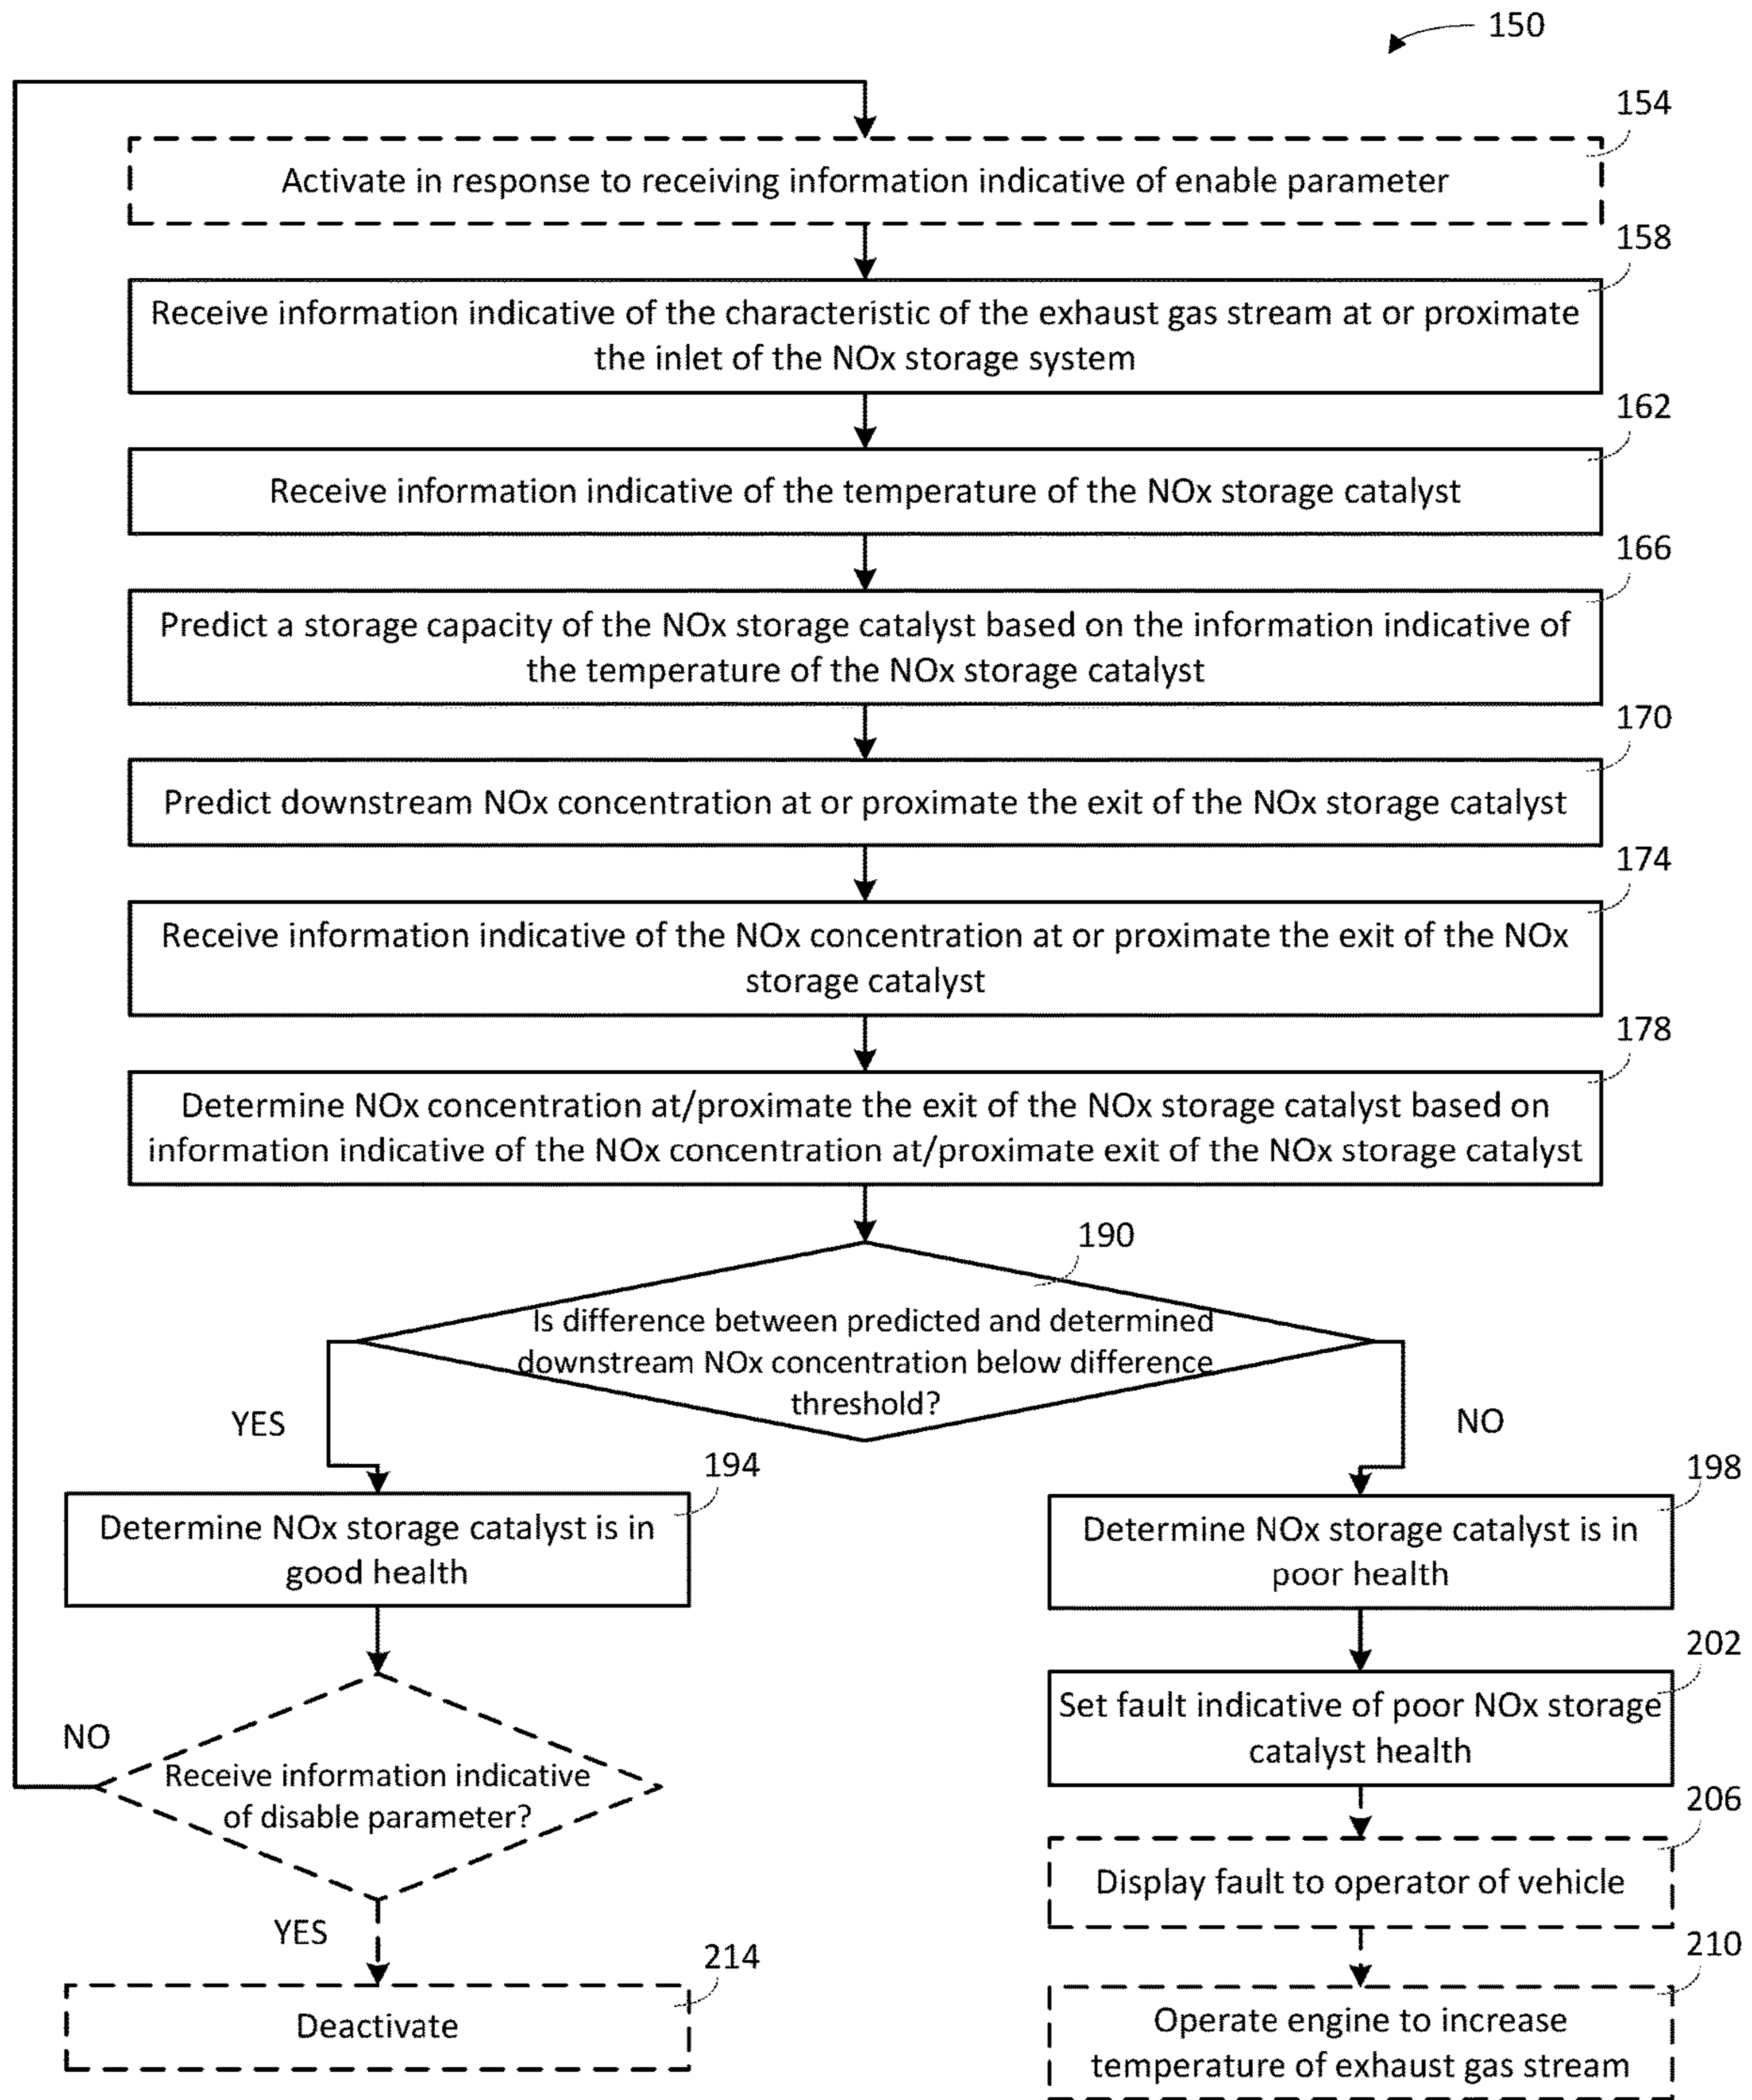 150
154
Activate in response to receiving information indicative of enable parameter
158
Receive information indicative of the characteristic of the exhaust gas stream at or proximate
the inlet of the NOx storage system
162
Receive information indicative of the temperature of the NOx storage catalyst
166
Predict a storage capacity of the NOx storage catalyst based on the information indicative of
the temperature of the NOx storage catalyst
170
Predict downstream NOx concentration at or proximate the exit of the NOx storage catalyst
174
Receive information indicative of the NOx concentration at or proximate the exit of the NOx
storage catalyst
178
Determine NOx concentration at/proximate the exit of the NOx storage catalyst based on
information indicative of the NOx concentration at/proximate exit of the NOx storage catalyst
190
Is difference between predicted and determined
downstream NOx concentration below difference
threshold?
YES
NO
194
Determine NOx storage catalyst is in
good health
198
Determine NOx storage catalyst is in
poor health
202
Set fault indicative of poor NOx storage
catalyst health
NO
Receive information indicative
of disable parameter?
206
Display fault to operator of vehicle
YES
214
Deactivate
210
Operate engine to increase
temperature of exhaust gas stream